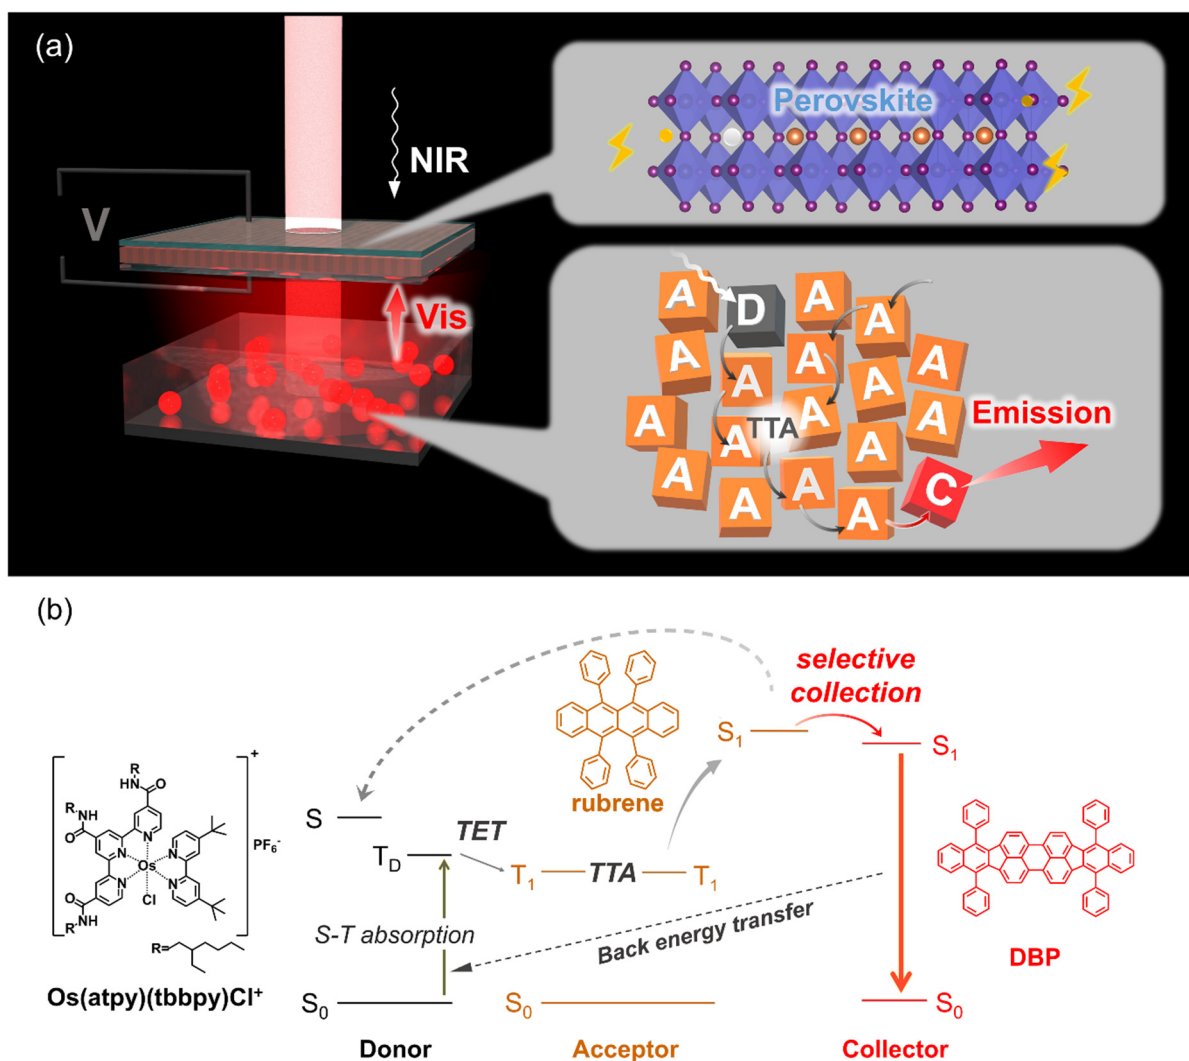 (a)
NIR
V
Vis
Perovskite
A
D
A
A
A
A
A
A
A
A
A
TTA
A
A
A
A
A
A
A
A
C
Emission
(b)
selective
collection
S₁
S₁
rubrene
S
TET
T_D
T₁
TTA
T₁
S-T absorption
Back energy transfer
DBP
S₀
S₀
S₀
Donor
Acceptor
Collector
R
HN
O
R
NH
O
N
N
N
N
N
Os
Cl
O
NH
R
+
PF₆⁻
R=
Os(atpy)(tbbpy)Cl⁺